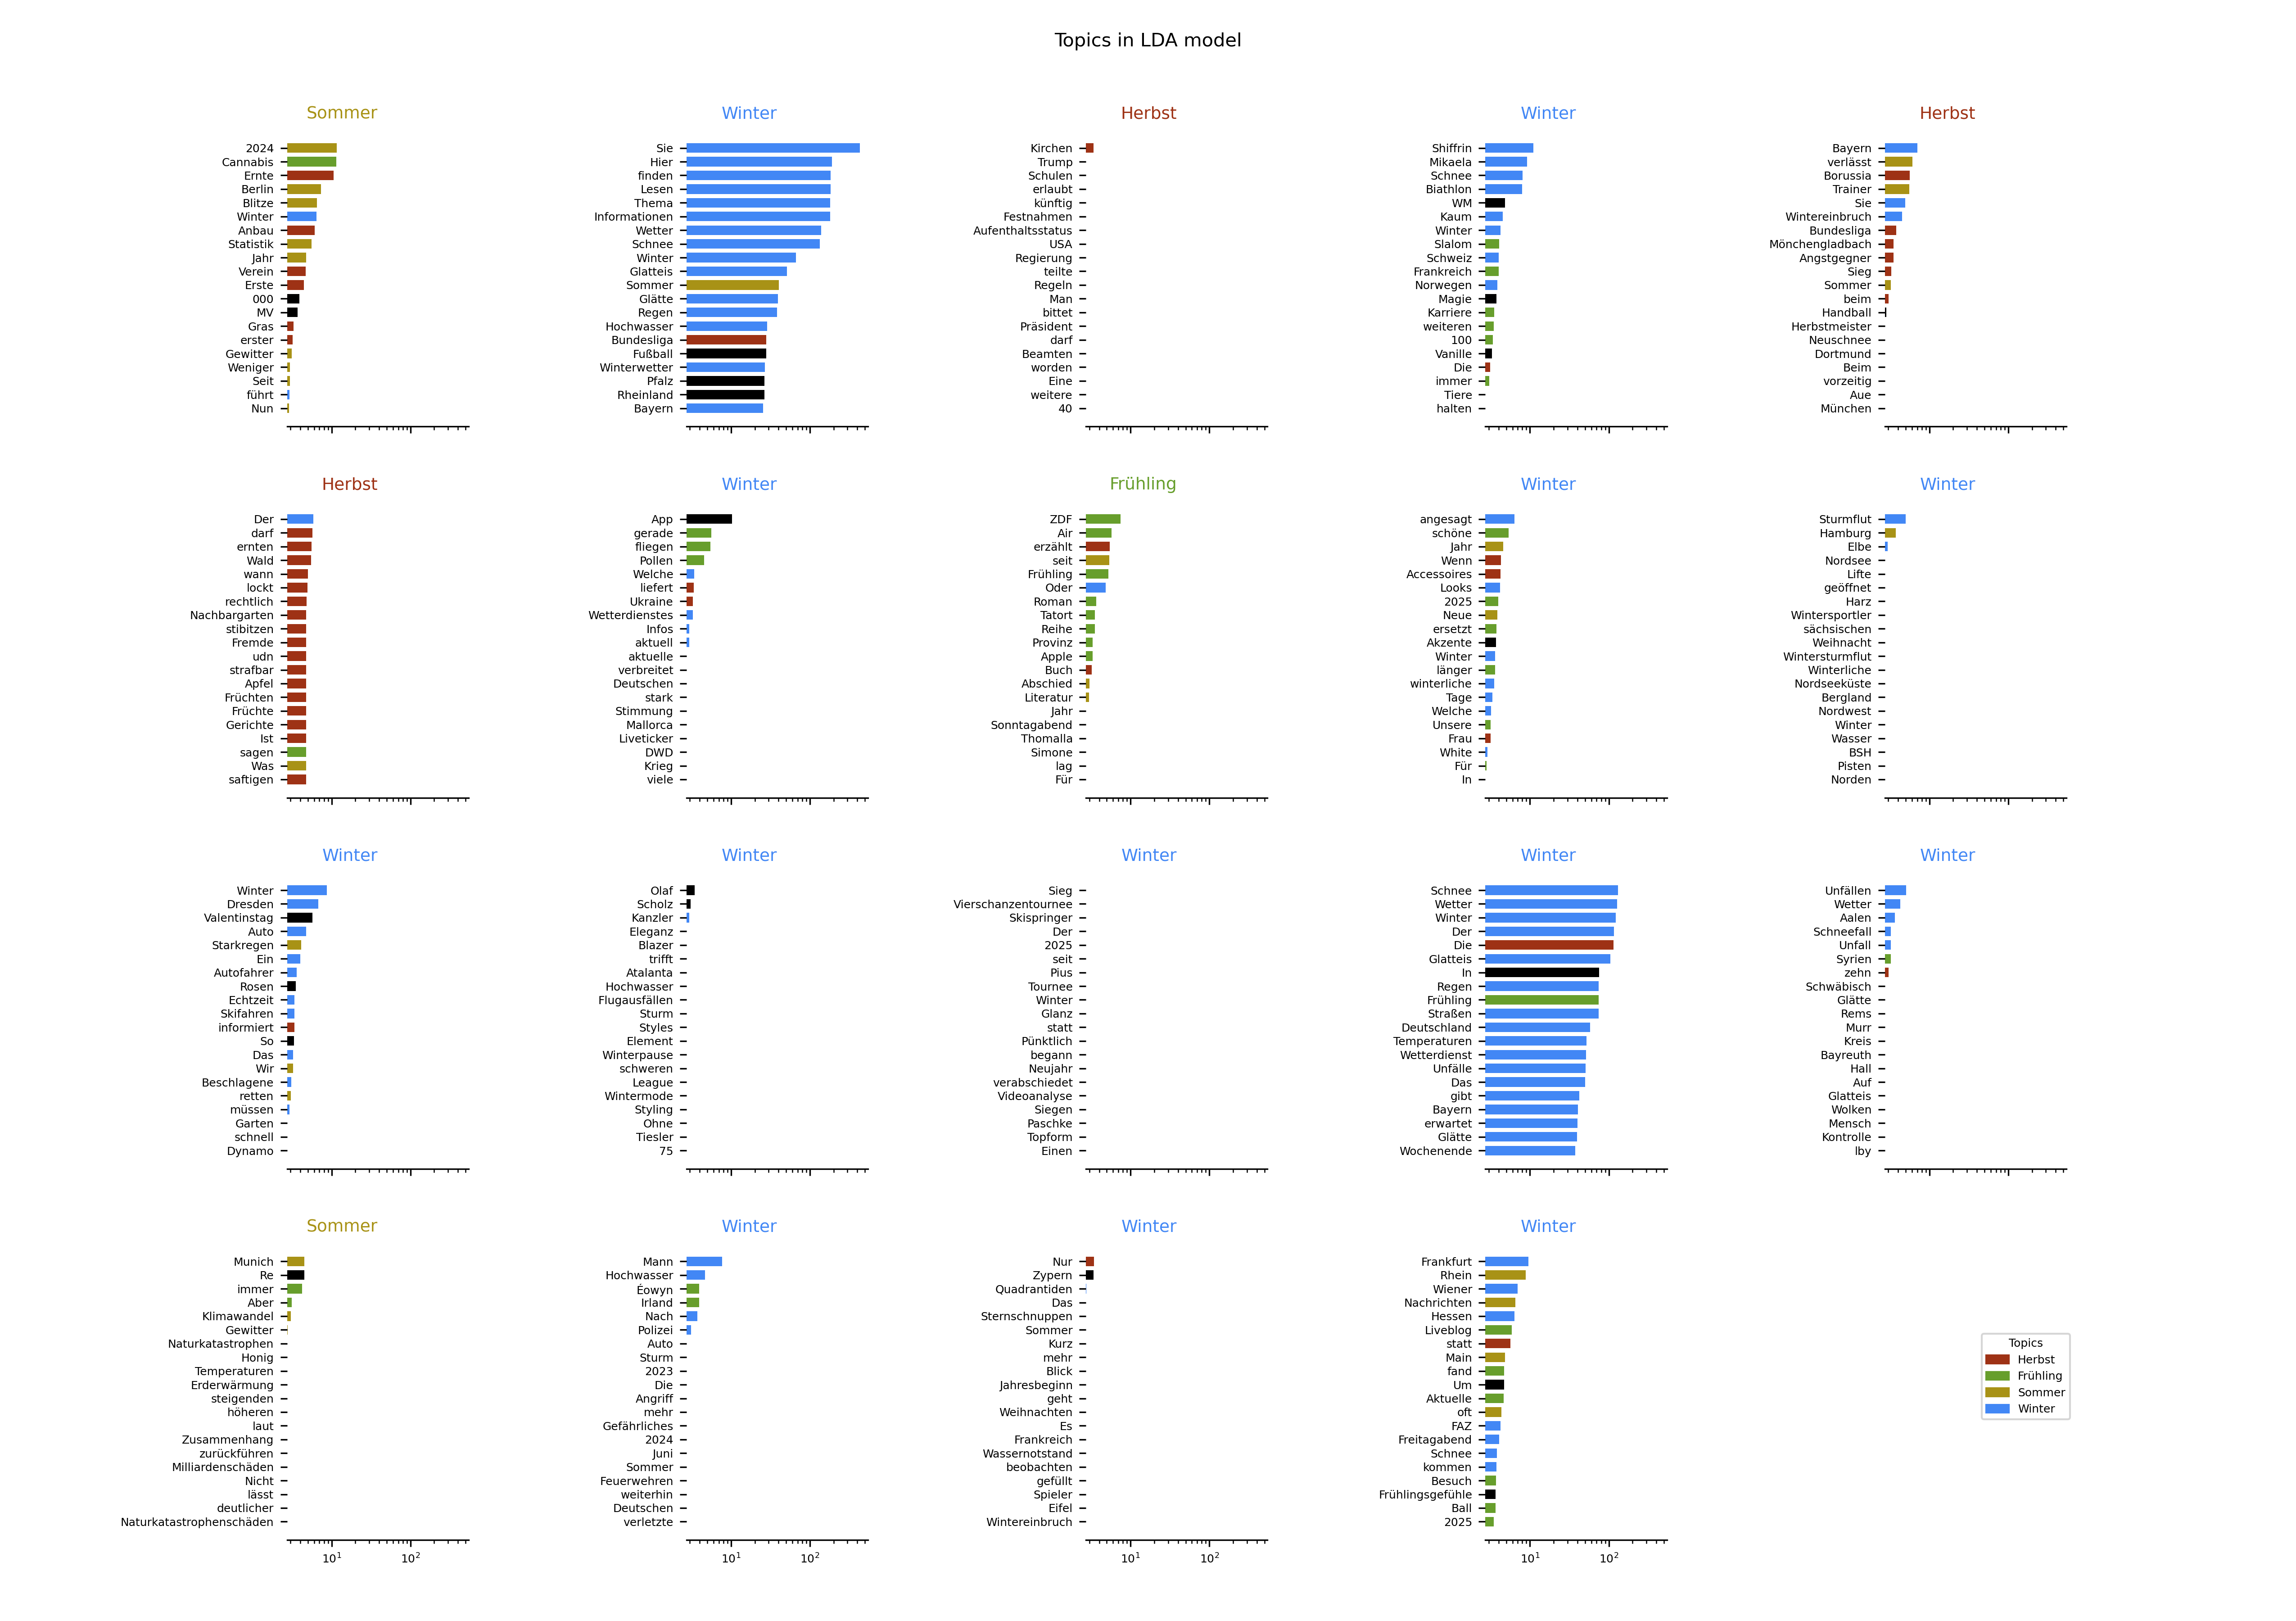 Topics in LDA model
Sommer
2024
Cannabis
Ernte
Berlin
Blitze
Winter
Anbau
Statistik
Jahr
Verein
Erste
000
MV
Gras
erster
Gewitter
Weniger
Seit
führt
Nun
Winter
Sie
Hier
finden
Lesen
Thema
Informationen
Wetter
Schnee
Winter
Glatteis
Sommer
Glätte
Regen
Hochwasser
Bundesliga
Fußball
Winterwetter
Pfalz
Rheinland
Bayern
Herbst
Kirchen
Trump
Schulen
erlaubt
künftig
Festnahmen
Aufenthaltsstatus
USA
Regierung
teilte
Regeln
Man
bittet
Präsident
darf
Beamten
worden
Eine
weitere
40
Winter
Shiffrin
Mikaela
Schnee
Biathlon
WM
Kaum
Winter
Slalom
Schweiz
Frankreich
Norwegen
Magie
Karriere
weiteren
100
Vanille
Die
immer
Tiere
halten
Herbst
Bayern
verlässt
Borussia
Trainer
Sie
Wintereinbruch
Bundesliga
Mönchengladbach
Angstgegner
Sieg
Sommer
beim
Handball
Herbstmeister
Neuschnee
Dortmund
Beim
vorzeitig
Aue
München
Herbst
Der
darf
ernten
Wald
wann
lockt
rechtlich
Nachbargarten
stibitzen
Fremde
udn
strafbar
Apfel
Früchten
Früchte
Gerichte
Ist
sagen
Was
saftigen
Winter
App
gerade
fliegen
Pollen
Welche
liefert
Ukraine
Wetterdienstes
Infos
aktuell
aktuelle
verbreitet
Deutschen
stark
Stimmung
Mallorca
Liveticker
DWD
Krieg
viele
Frühling
ZDF
Air
erzählt
seit
Frühling
Oder
Roman
Tatort
Reihe
Provinz
Apple
Buch
Abschied
Literatur
Jahr
Sonntagabend
Thomalla
Simone
lag
Für
Winter
angesagt
schöne
Jahr
Wenn
Accessoires
Looks
2025
Neue
ersetzt
Akzente
Winter
länger
winterliche
Tage
Welche
Unsere
Frau
White
Für
In
Winter
Sturmflut
Hamburg
Elbe
Nordsee
Lifte
geöffnet
Harz
Wintersportler
sächsischen
Weihnacht
Wintersturmflut
Winterliche
Nordseeküste
Bergland
Nordwest
Winter
Wasser
BSH
Pisten
Norden
Winter
Winter
Dresden
Valentinstag
Auto
Starkregen
Ein
Autofahrer
Rosen
Echtzeit
Skifahren
informiert
So
Das
Wir
Beschlagene
retten
müssen
Garten
schnell
Dynamo
Winter
Olaf
Scholz
Kanzler
Eleganz
Blazer
trifft
Atalanta
Hochwasser
Flugausfällen
Sturm
Styles
Element
Winterpause
schweren
League
Wintermode
Styling
Ohne
Tiesler
75
Winter
Sieg
Vierschanzentournee
Skispringer
Der
2025
seit
Pius
Tournee
Winter
Glanz
statt
Pünktlich
begann
Neujahr
verabschiedet
Videoanalyse
Siegen
Paschke
Topform
Einen
Winter
Schnee
Wetter
Winter
Der
Die
Glatteis
In
Regen
Frühling
Straßen
Deutschland
Temperaturen
Wetterdienst
Unfälle
Das
gibt
Bayern
erwartet
Glätte
Wochenende
Winter
Unfällen
Wetter
Aalen
Schneefall
Unfall
Syrien
zehn
Schwäbisch
Glätte
Rems
Murr
Kreis
Bayreuth
Hall
Auf
Glatteis
Wolken
Mensch
Kontrolle
lby
Sommer
Munich
Re
immer
Aber
Klimawandel
Gewitter
Naturkatastrophen
Honig
Temperaturen
Erderwärmung
steigenden
höheren
laut
Zusammenhang
zurückführen
Milliardenschäden
Nicht
lässt
deutlicher
Naturkatastrophenschäden
10¹ 10²
Winter
Mann
Hochwasser
Éowyn
Irland
Nach
Polizei
Auto
Sturm
2023
Die
Angriff
mehr
Gefährliches
2024
Juni
Sommer
Feuerwehren
weiterhin
Deutschen
verletzte
10¹ 10²
Winter
Nur
Zypern
Quadrantiden
Das
Sternschnuppen
Sommer
Kurz
mehr
Blick
Jahresbeginn
geht
Weihnachten
Es
Frankreich
Wassernotstand
beobachten
gefüllt
Spieler
Eifel
Wintereinbruch
10¹ 10²
Winter
Frankfurt
Rhein
Wiener
Nachrichten
Hessen
Liveblog
statt
Main
fand
Um
Aktuelle
oft
FAZ
Freitagabend
Schnee
kommen
Besuch
Frühlingsgefühle
Ball
2025
10¹ 10²
Topics
Herbst
Frühling
Sommer
Winter